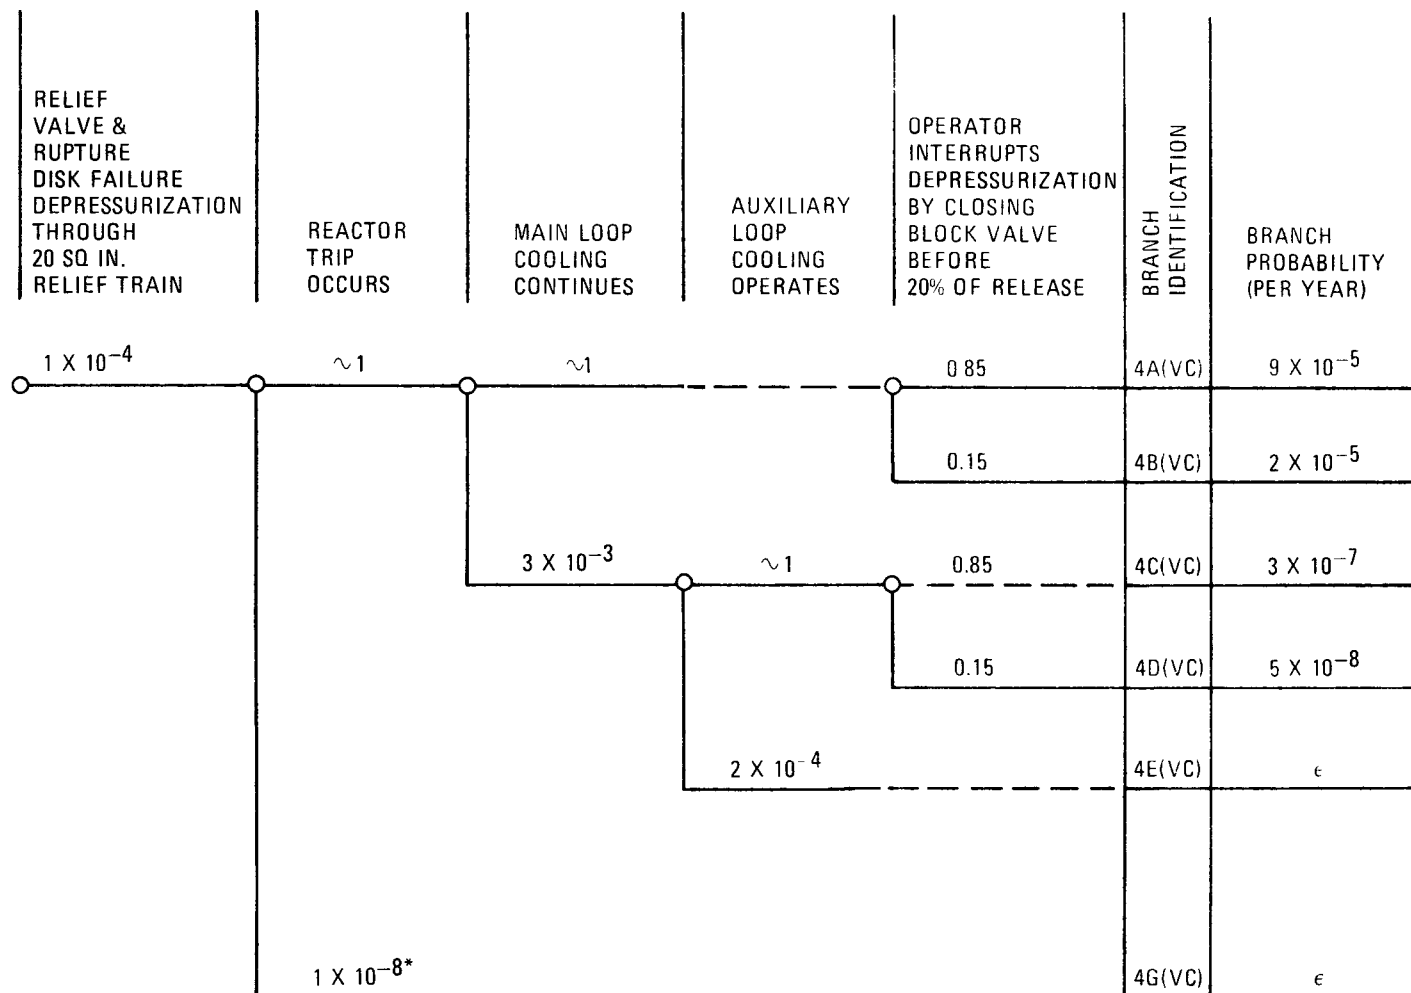 RELIEF
VALVE &
RUPTURE
DISK FAILURE
DEPRESSURIZATION
THROUGH
20 SQ IN.
RELIEF TRAIN
REACTOR
TRIP
OCCURS
MAIN LOOP
COOLING
CONTINUES
AUXILIARY
LOOP
COOLING
OPERATES
OPERATOR
INTERRUPTS
DEPRESSURIZATION
BY CLOSING
BLOCK VALVE
BEFORE
20% OF RELEASE
BRANCH
IDENTIFICATION
BRANCH
PROBABILITY
(PER YEAR)
1 X 10⁻⁴
∼1
∼1
0.85
4A(VC)
9 X 10⁻⁵
0.15
4B(VC)
2 X 10⁻⁵
3 X 10⁻³
∼1
0.85
4C(VC)
3 X 10⁻⁷
0.15
4D(VC)
5 X 10⁻⁸
2 X 10⁻⁴
4E(VC)
ϵ
1 X 10⁻⁸*
4G(VC)
ϵ